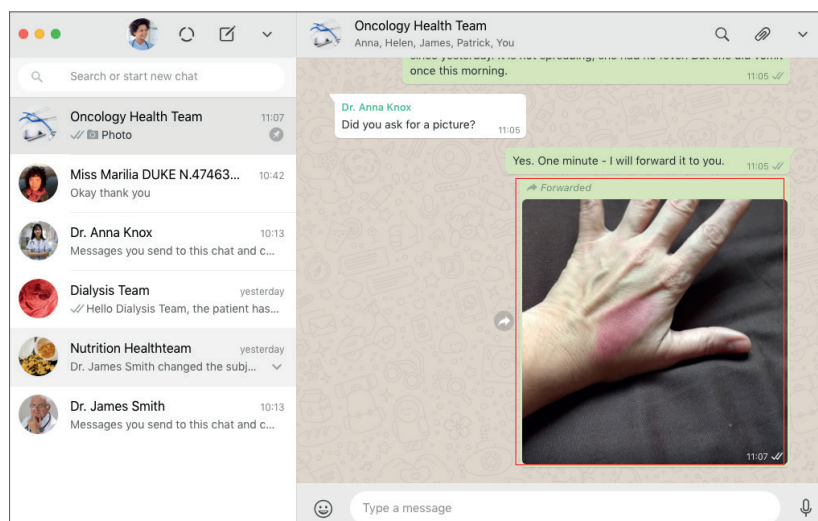 Search or start new chat
Oncology Health Team
11:07
Photo
Miss Marilia DUKE N.47463...
10:42
Okay thank you
Dr. Anna Knox
10:13
Messages you send to this chat and c...
Dialysis Team
yesterday
Hello Dialysis Team, the patient has...
Nutrition Healthteam
yesterday
Dr. James Smith changed the subj...
Dr. James Smith
10:13
Messages you send to this chat and c...
Oncology Health Team
Anna, Helen, James, Patrick, You
once this morning.
11:05
Dr. Anna Knox
Did you ask for a picture?
11:05
Yes. One minute - I will forward it to you.
11:05
Forwarded
11:07
Type a message